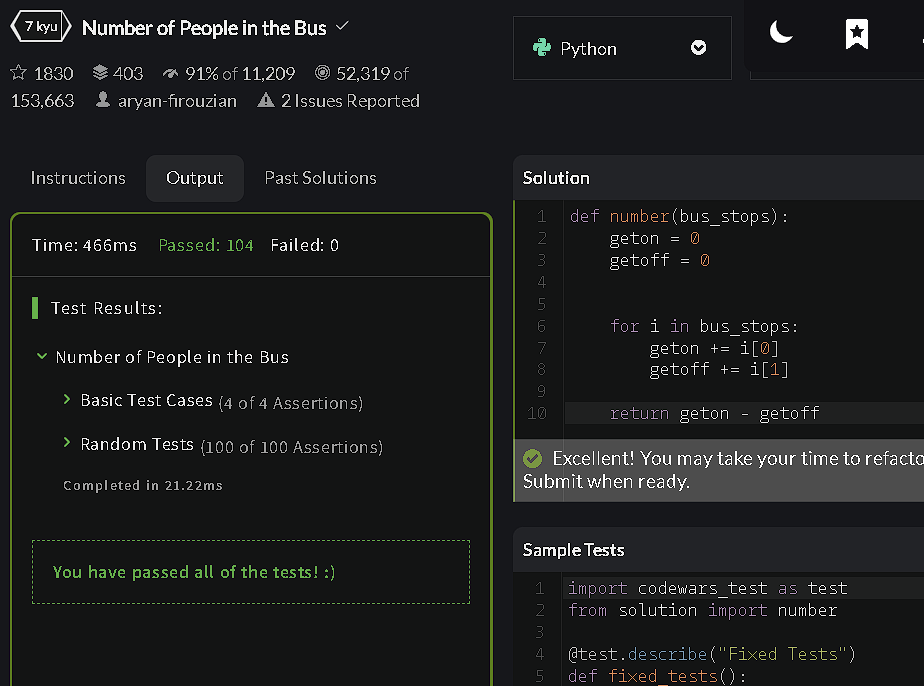 7 kyu Number of People in the Bus
1830 403 91% of 11,209 52,319 of
153,663 aryan-firouzian 2 Issues Reported
Python
Instructions Output Past Solutions
Time: 466ms Passed: 104 Failed: 0
Test Results:
Number of People in the Bus
Basic Test Cases (4 of 4 Assertions)
Random Tests (100 of 100 Assertions)
Completed in 21.22ms
You have passed all of the tests! :)
Solution
1 def number(bus_stops):
2     geton = 0
3     getoff = 0
4
5
6     for i in bus_stops:
7         geton += i[0]
8         getoff += i[1]
9
10     return geton - getoff
Excellent! You may take your time to refacto
Submit when ready.
Sample Tests
1 import codewars_test as test
2 from solution import number
3
4 @test.describe("Fixed Tests")
5 def fixed_tests():